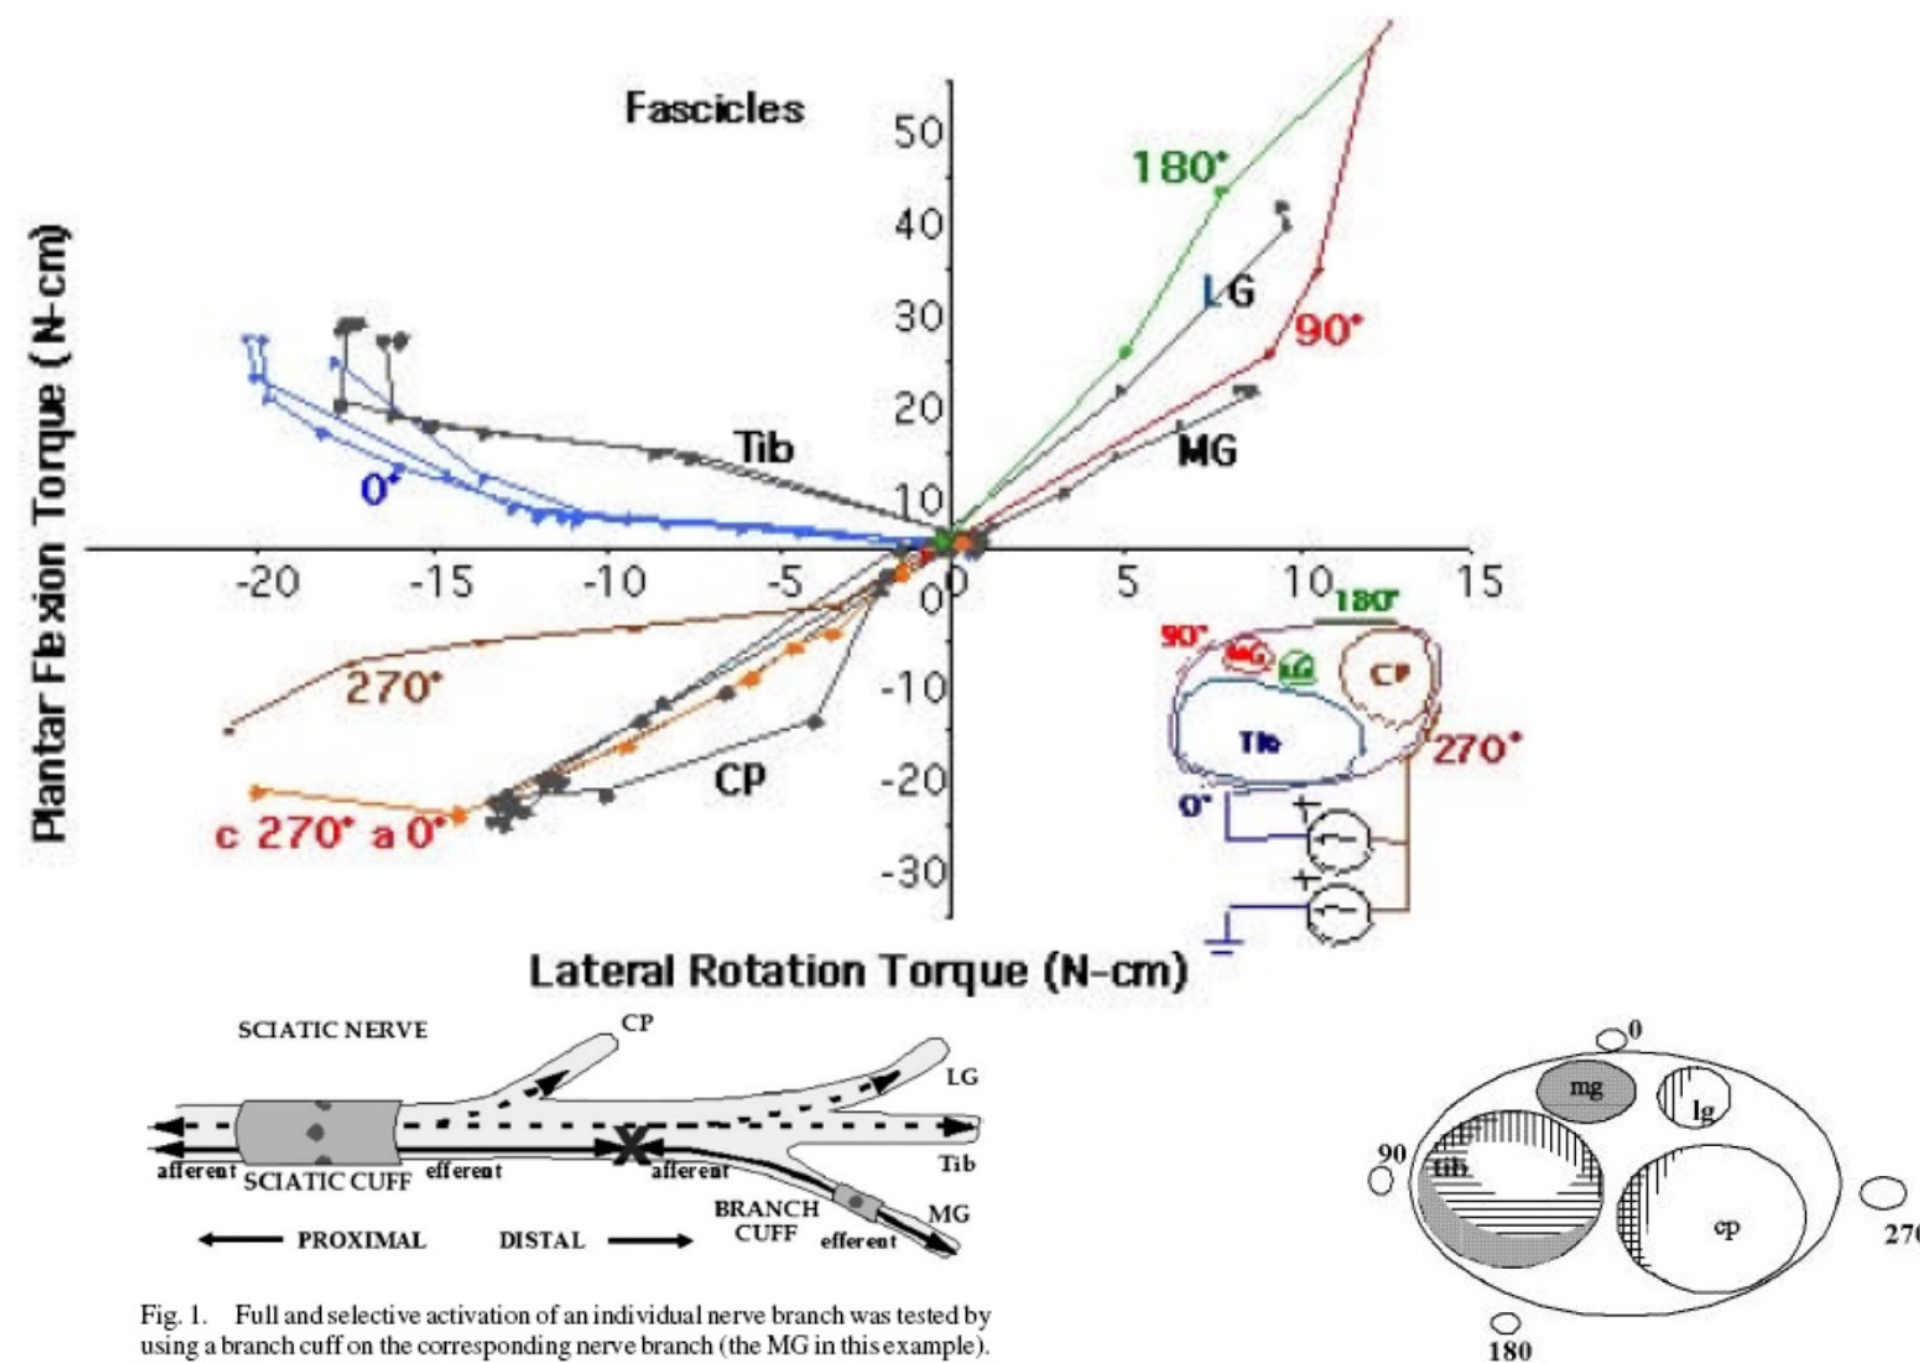 Fascicles
50
180°
40
LG
30
90°
20
Tib
MG
0°
10
Plantar Flexion Torque (N-cm)
-20
-15
-10
-5
0
0
5
10
15
180°
90°
MG
LG
CP
270°
-10
Tib
270°
CP
-20
0°
+
c 270° a 0°
-30
+
Lateral Rotation Torque (N-cm)
SCIATIC NERVE
CP
LG
afferent
SCIATIC CUFF
efferent
X
afferent
Tib
BRANCH
CUFF
MG
efferent
PROXIMAL
DISTAL
Fig. 1. Full and selective activation of an individual nerve branch was tested by
using a branch cuff on the corresponding nerve branch (the MG in this example).
0
mg
lg
90
tib
cp
270
180